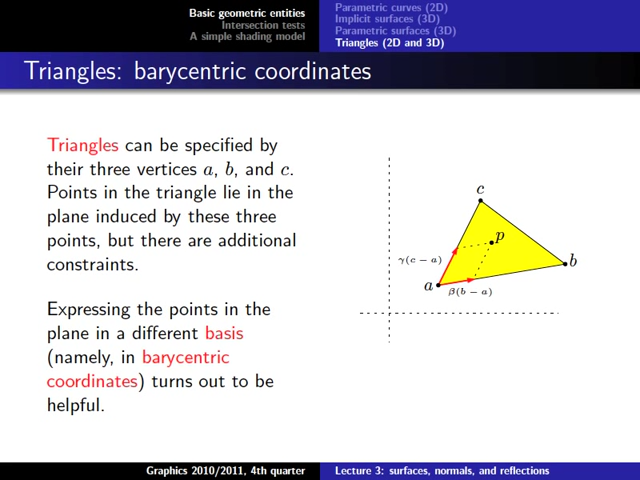 Basic geometric entities
Intersection tests
A simple shading model
Parametric curves (2D)
Implicit surfaces (3D)
Parametric surfaces (3D)
Triangles (2D and 3D)
Triangles: barycentric coordinates
Triangles can be specified by
their three vertices a, b, and c.
Points in the triangle lie in the
plane induced by these three
points, but there are additional
constraints.
Expressing the points in the
plane in a different basis
(namely, in barycentric
coordinates) turns out to be
helpful.
c
p
γ(c − a)
b
a
β(b − a)
Graphics 2010/2011, 4th quarter
Lecture 3: surfaces, normals, and reflections